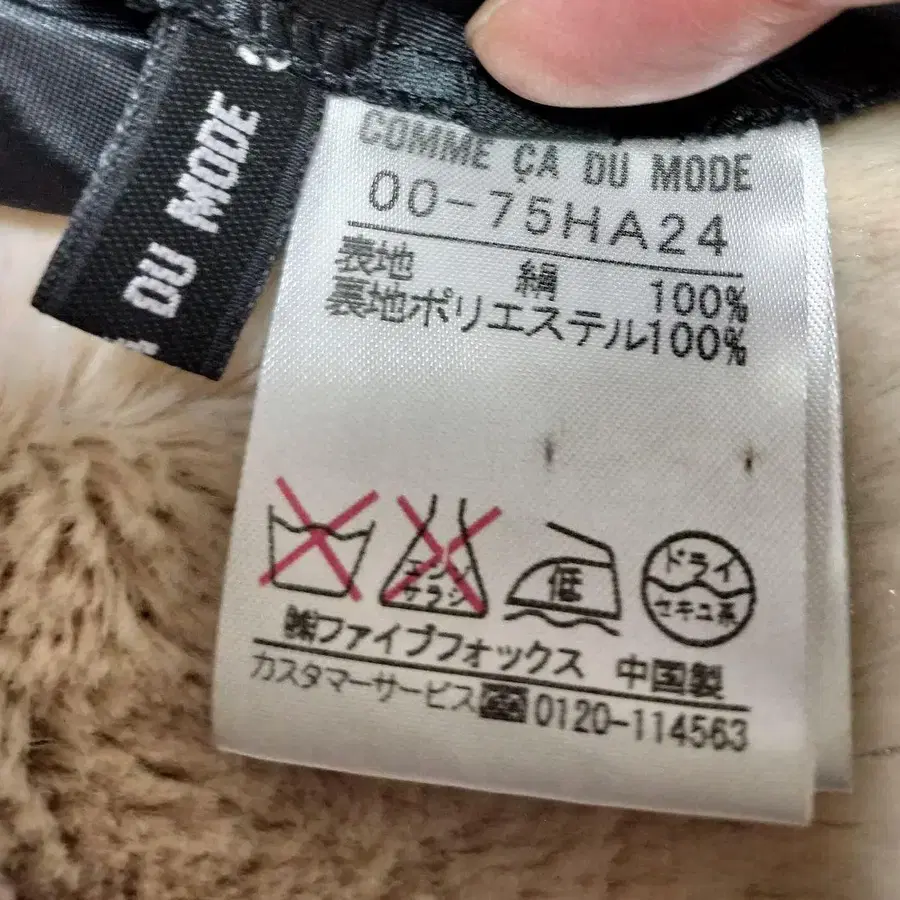 DU MODE
COMME ÇA DU MODE
00-75HA24
表地 絹 100%
裏地ポリエステル100%
エンソ
サラシ
低
ドライ
セキユ系
㈱ファイブフォックス 中国製
カスタマーサービス 0120-114563